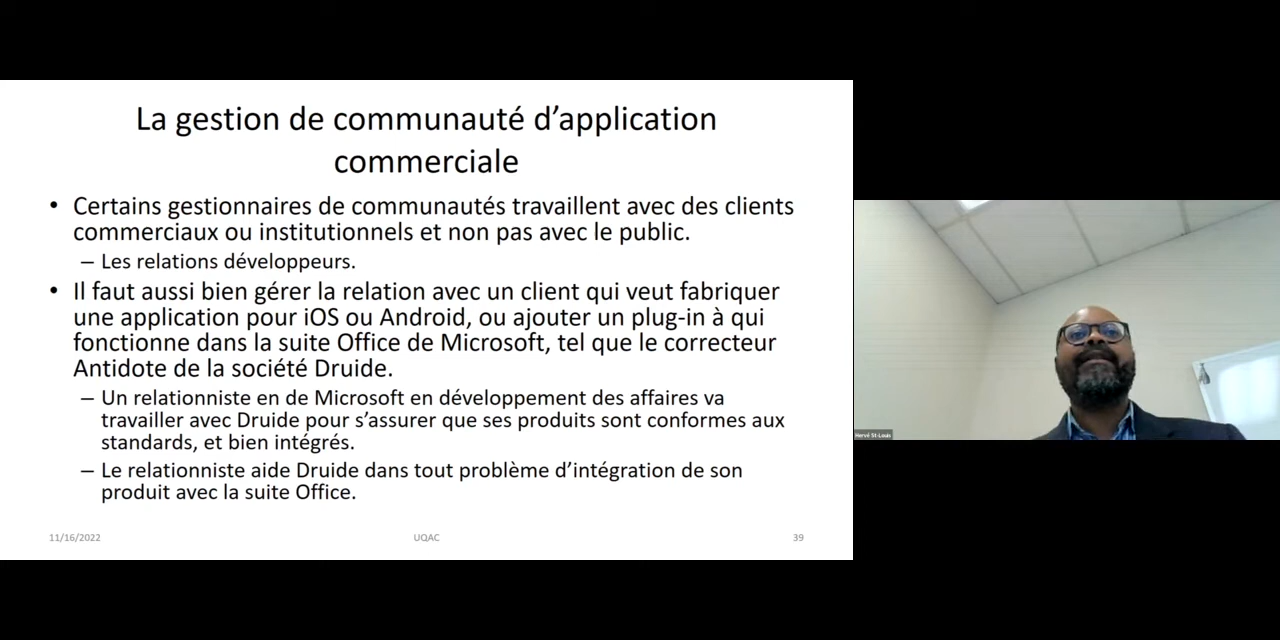 La gestion de communauté d’application
commerciale
• Certains gestionnaires de communautés travaillent avec des clients
commerciaux ou institutionnels et non pas avec le public.
– Les relations développeurs.
• Il faut aussi bien gérer la relation avec un client qui veut fabriquer
une application pour iOS ou Android, ou ajouter un plug-in à qui
fonctionne dans la suite Office de Microsoft, tel que le correcteur
Antidote de la société Druide.
– Un relationniste en de Microsoft en développement des affaires va
travailler avec Druide pour s’assurer que ses produits sont conformes aux
standards, et bien intégrés.
– Le relationniste aide Druide dans tout problème d’intégration de son
produit avec la suite Office.
11/16/2022
UQAC
39
Hervé St-Louis